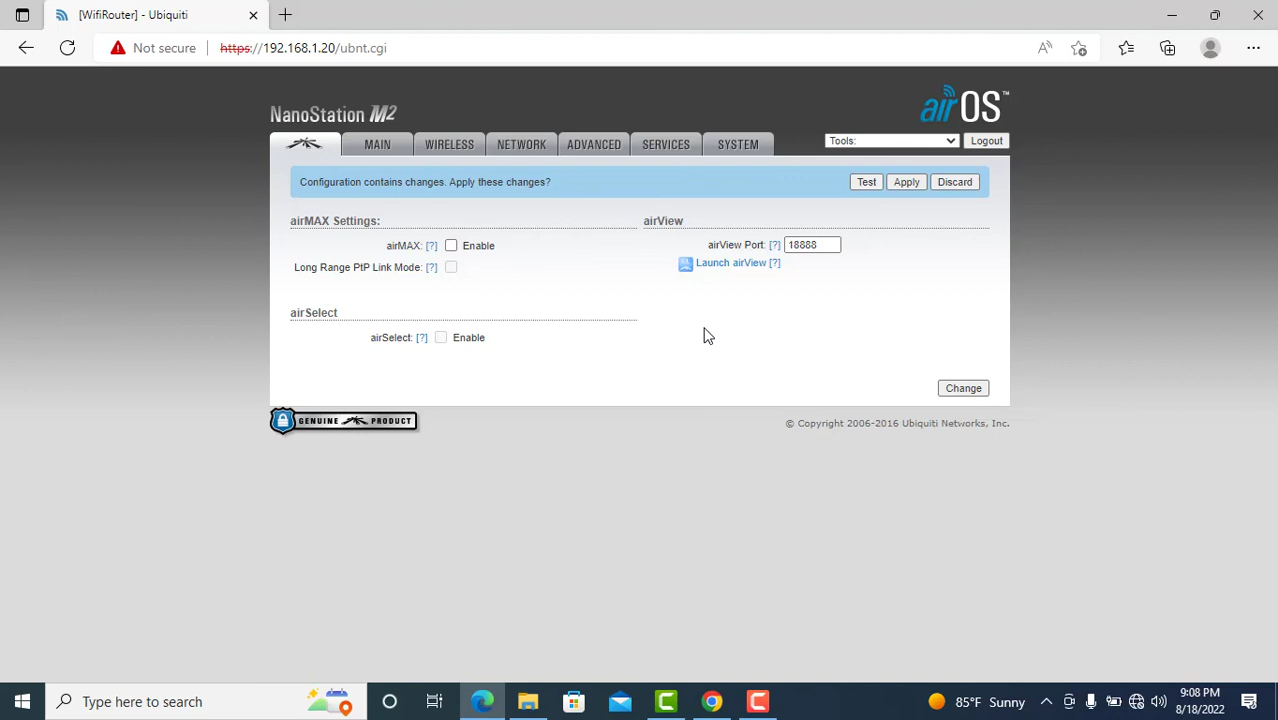 [WifiRouter] - Ubiquiti
Not secure https://192.168.1.20/ubnt.cgi
NanoStation M2
airOS™
MAIN WIRELESS NETWORK ADVANCED SERVICES SYSTEM Tools: Logout
Configuration contains changes. Apply these changes? Test Apply Discard
airMAX Settings:
airMAX: [?] Enable
Long Range PtP Link Mode: [?]
airView
airView Port: [?] 18888
Launch airView [?]
airSelect
airSelect: [?] Enable
Change
GENUINE PRODUCT
© Copyright 2006-2016 Ubiquiti Networks, Inc.
Type here to search
85°F Sunny
9:08 PM
8/18/2022